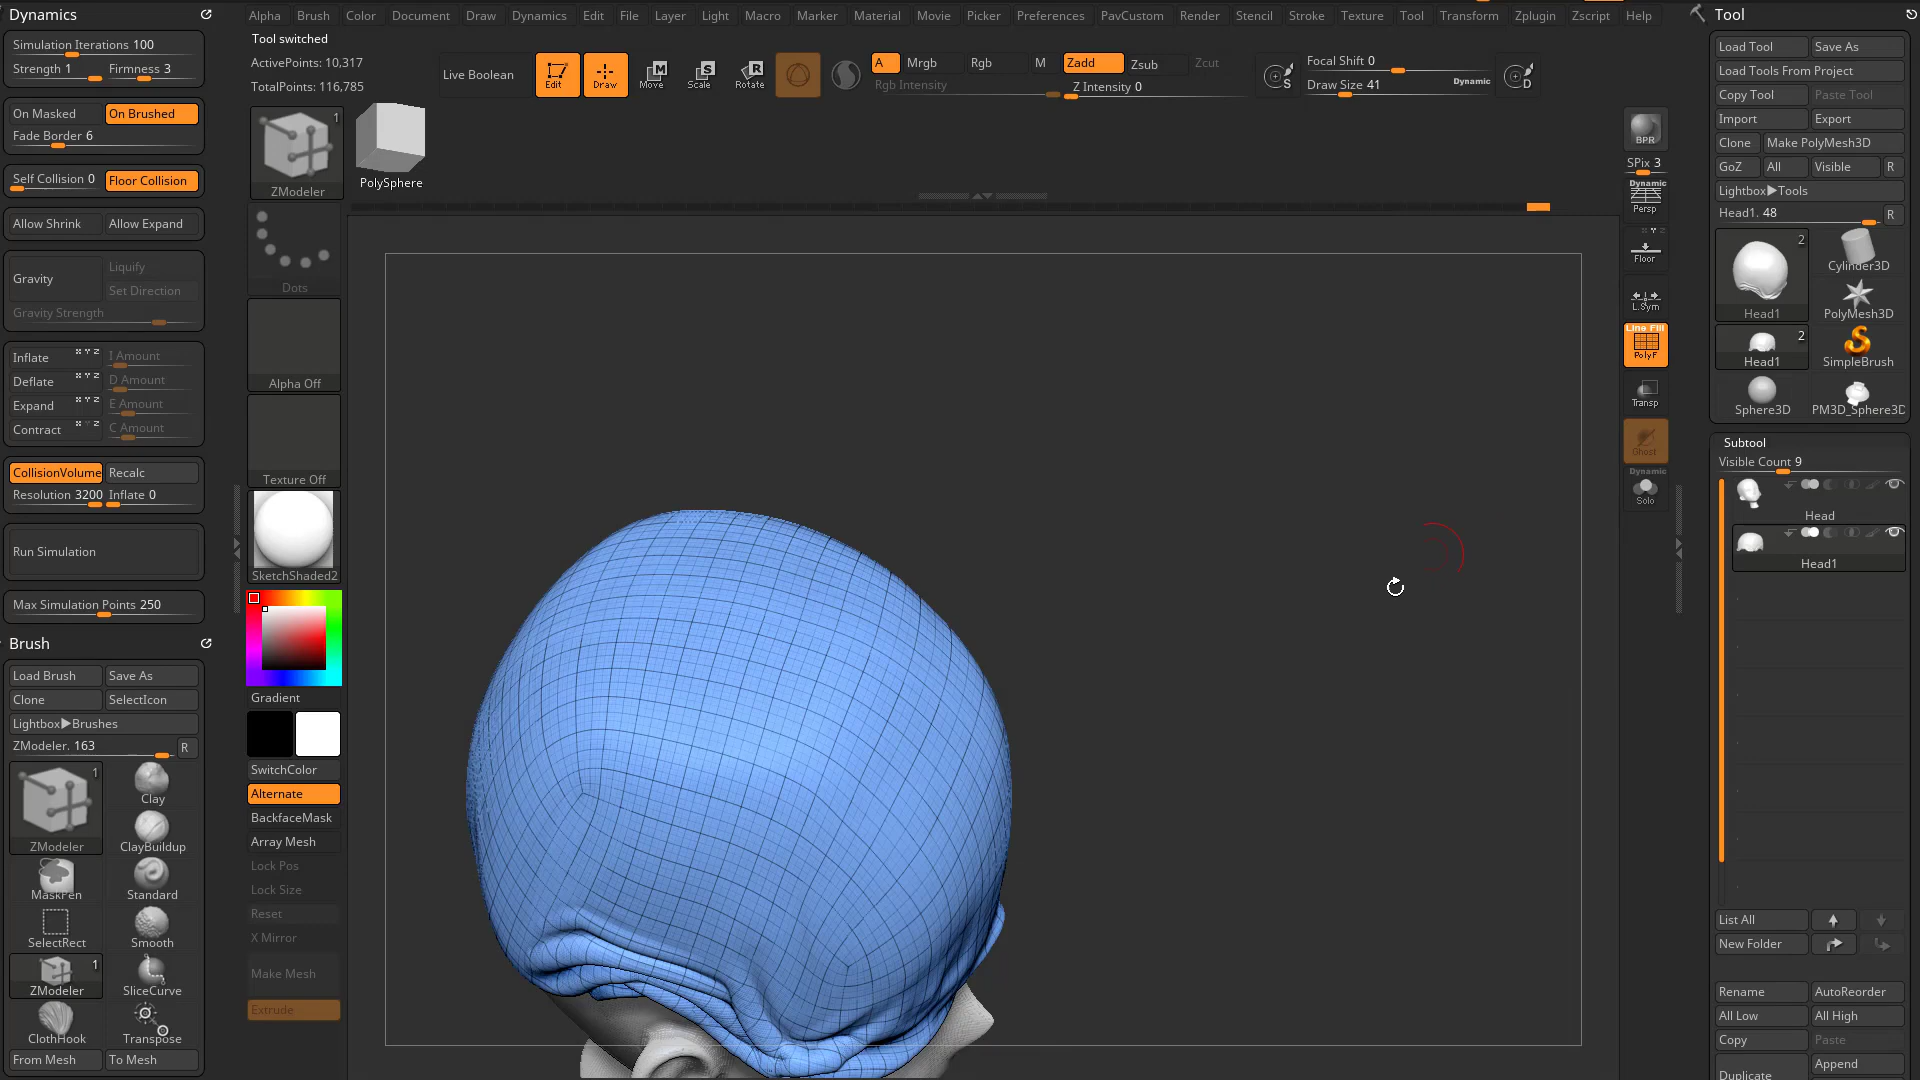 Dynamics
Simulation Iterations 100
Strength 1 Firmness 3
On Masked On Brushed
Fade Border 6
Self Collision 0 Floor Collision
Allow Shrink Allow Expand
Gravity Liquify
Set Direction
Gravity Strength
Inflate I Amount
Deflate D Amount
Expand E Amount
Contract C Amount
CollisionVolume Recalc
Resolution 3200 Inflate 0
Run Simulation
Max Simulation Points 250
Brush
Load Brush Save As
Clone SelectIcon
Lightbox▶Brushes
ZModeler. 163 R
1
ZModeler
Clay
ClayBuildup
MaskPen Standard
SelectRect Smooth
1
ZModeler SliceCurve
ClothHook Transpose
From Mesh To Mesh
Alpha Brush Color Document Draw Dynamics Edit File Layer Light Macro Marker Material Movie Picker Preferences PavCustom Render Stencil Stroke Texture Tool Transform Zplugin Zscript Help
Tool switched
ActivePoints: 10,317
TotalPoints: 116,785
Live Boolean
Edit Draw Move Scale Rotate
A Mrgb Rgb M Zadd Zsub Zcut
Rgb Intensity Z Intensity 0
Focal Shift 0
Draw Size 41 Dynamic
S
D
1
ZModeler
PolySphere
Dots
Alpha Off
Texture Off
SketchShaded2
Gradient
SwitchColor
Alternate
BackfaceMask
Array Mesh
Lock Pos
Lock Size
Reset
X Mirror
Make Mesh
Extrude
BPR
SPix 3
Dynamic
Persp
Floor
L.Sym
Line Fill
PolyF
Transp
Ghost
Dynamic
Solo
Tool
Load Tool Save As
Load Tools From Project
Copy Tool Paste Tool
Import Export
Clone Make PolyMesh3D
GoZ All Visible R
Lightbox▶Tools
Head1. 48 R
2
Head1
Cylinder3D
PolyMesh3D
2
Head1 SimpleBrush
Sphere3D PM3D_Sphere3D
Subtool
Visible Count 9
Head
Head1
List All
New Folder
Rename AutoReorder
All Low All High
Copy Paste
Duplicate Append